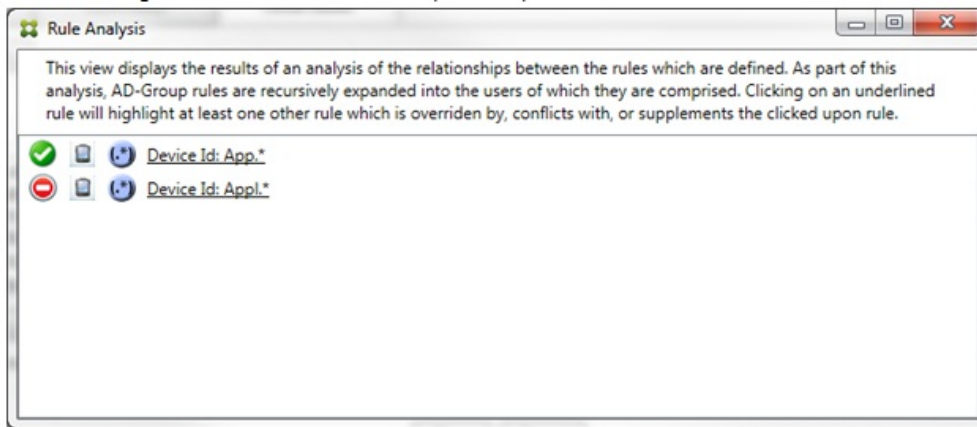 Rule Analysis
This view displays the results of an analysis of the relationships between the rules which are defined. As part of this
analysis, AD-Group rules are recursively expanded into the users of which they are comprised. Clicking on an underlined
rule will highlight at least one other rule which is overriden by, conflicts with, or supplements the clicked upon rule.
(.*) Device Id: App.*
(.*) Device Id: Appl.*